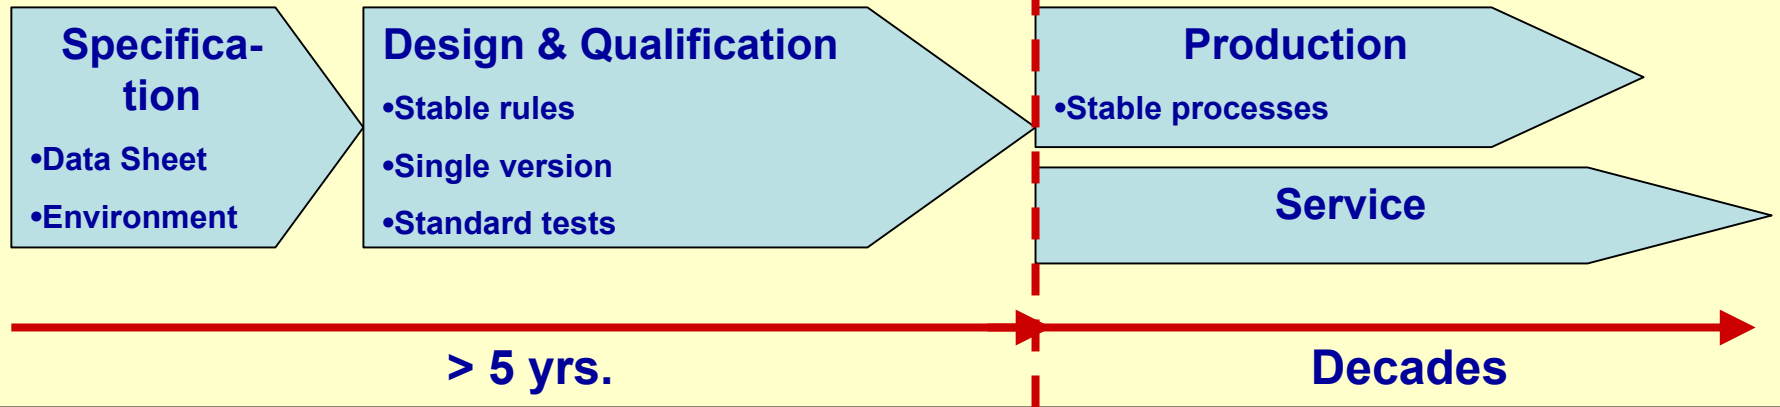 Specifica-
tion
•Data Sheet
•Environment
Design & Qualification
•Stable rules
•Single version
•Standard tests
Production
•Stable processes
Service
> 5 yrs.
Decades